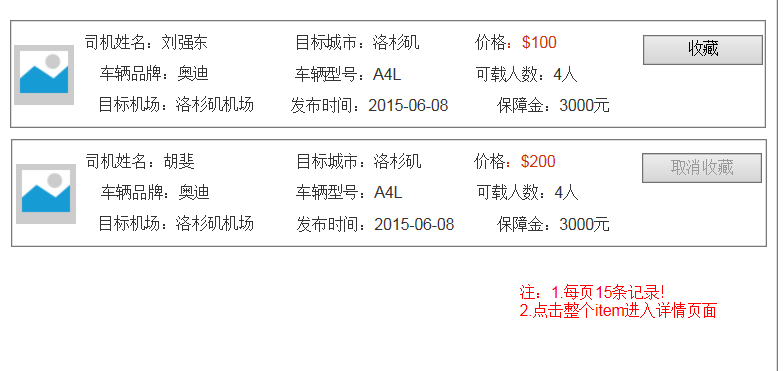 司机姓名：刘强东 目标城市：洛杉矶 价格：$100 收藏
车辆品牌：奥迪 车辆型号：A4L 可载人数：4人
目标机场：洛杉矶机场 发布时间：2015-06-08 保障金：3000元
司机姓名：胡斐 目标城市：洛杉矶 价格：$200 取消收藏
车辆品牌：奥迪 车辆型号：A4L 可载人数：4人
目标机场：洛杉矶机场 发布时间：2015-06-08 保障金：3000元
注：1.每页15条记录!
2.点击整个item进入详情页面